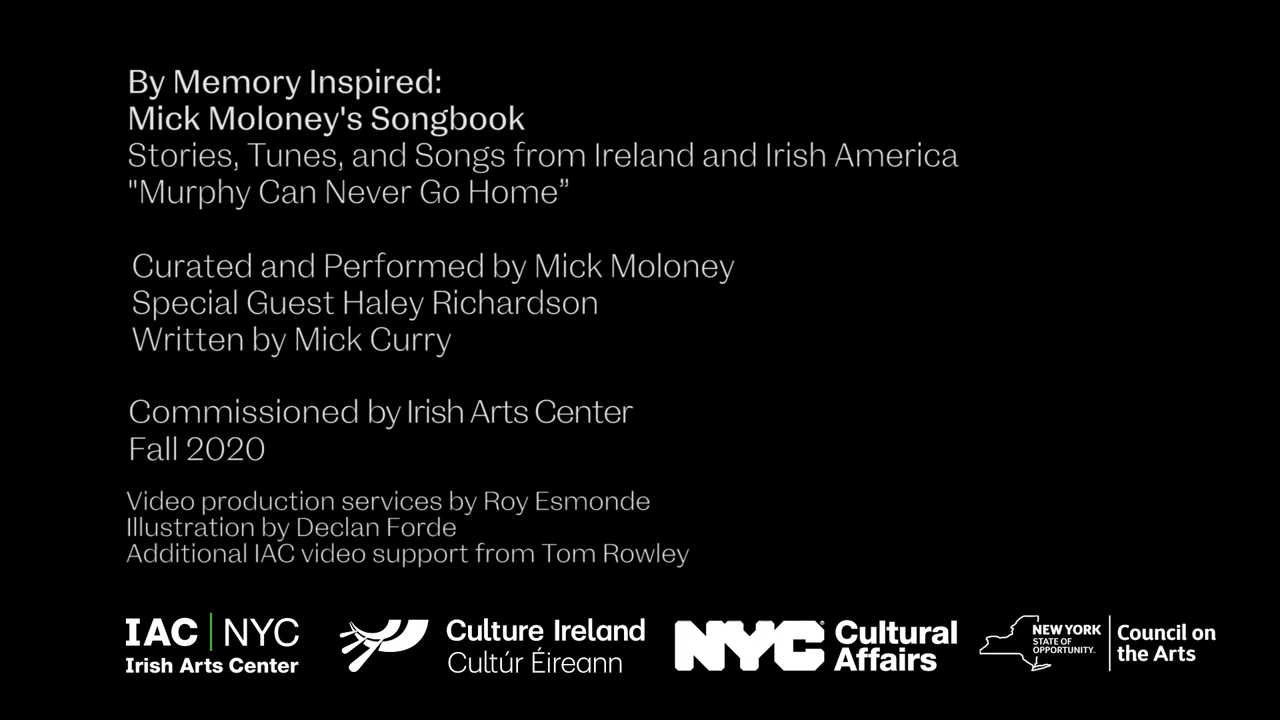 By Memory Inspired:
Mick Moloney's Songbook
Stories, Tunes, and Songs from Ireland and Irish America
"Murphy Can Never Go Home”
Curated and Performed by Mick Moloney
Special Guest Haley Richardson
Written by Mick Curry
Commissioned by Irish Arts Center
Fall 2020
Video production services by Roy Esmonde
Illustration by Declan Forde
Additional IAC video support from Tom Rowley
IAC | NYC
Irish Arts Center
Culture Ireland
Cultúr Éireann
NYC®
Cultural
Affairs
NEW YORK
STATE OF
OPPORTUNITY.
Council on
the Arts